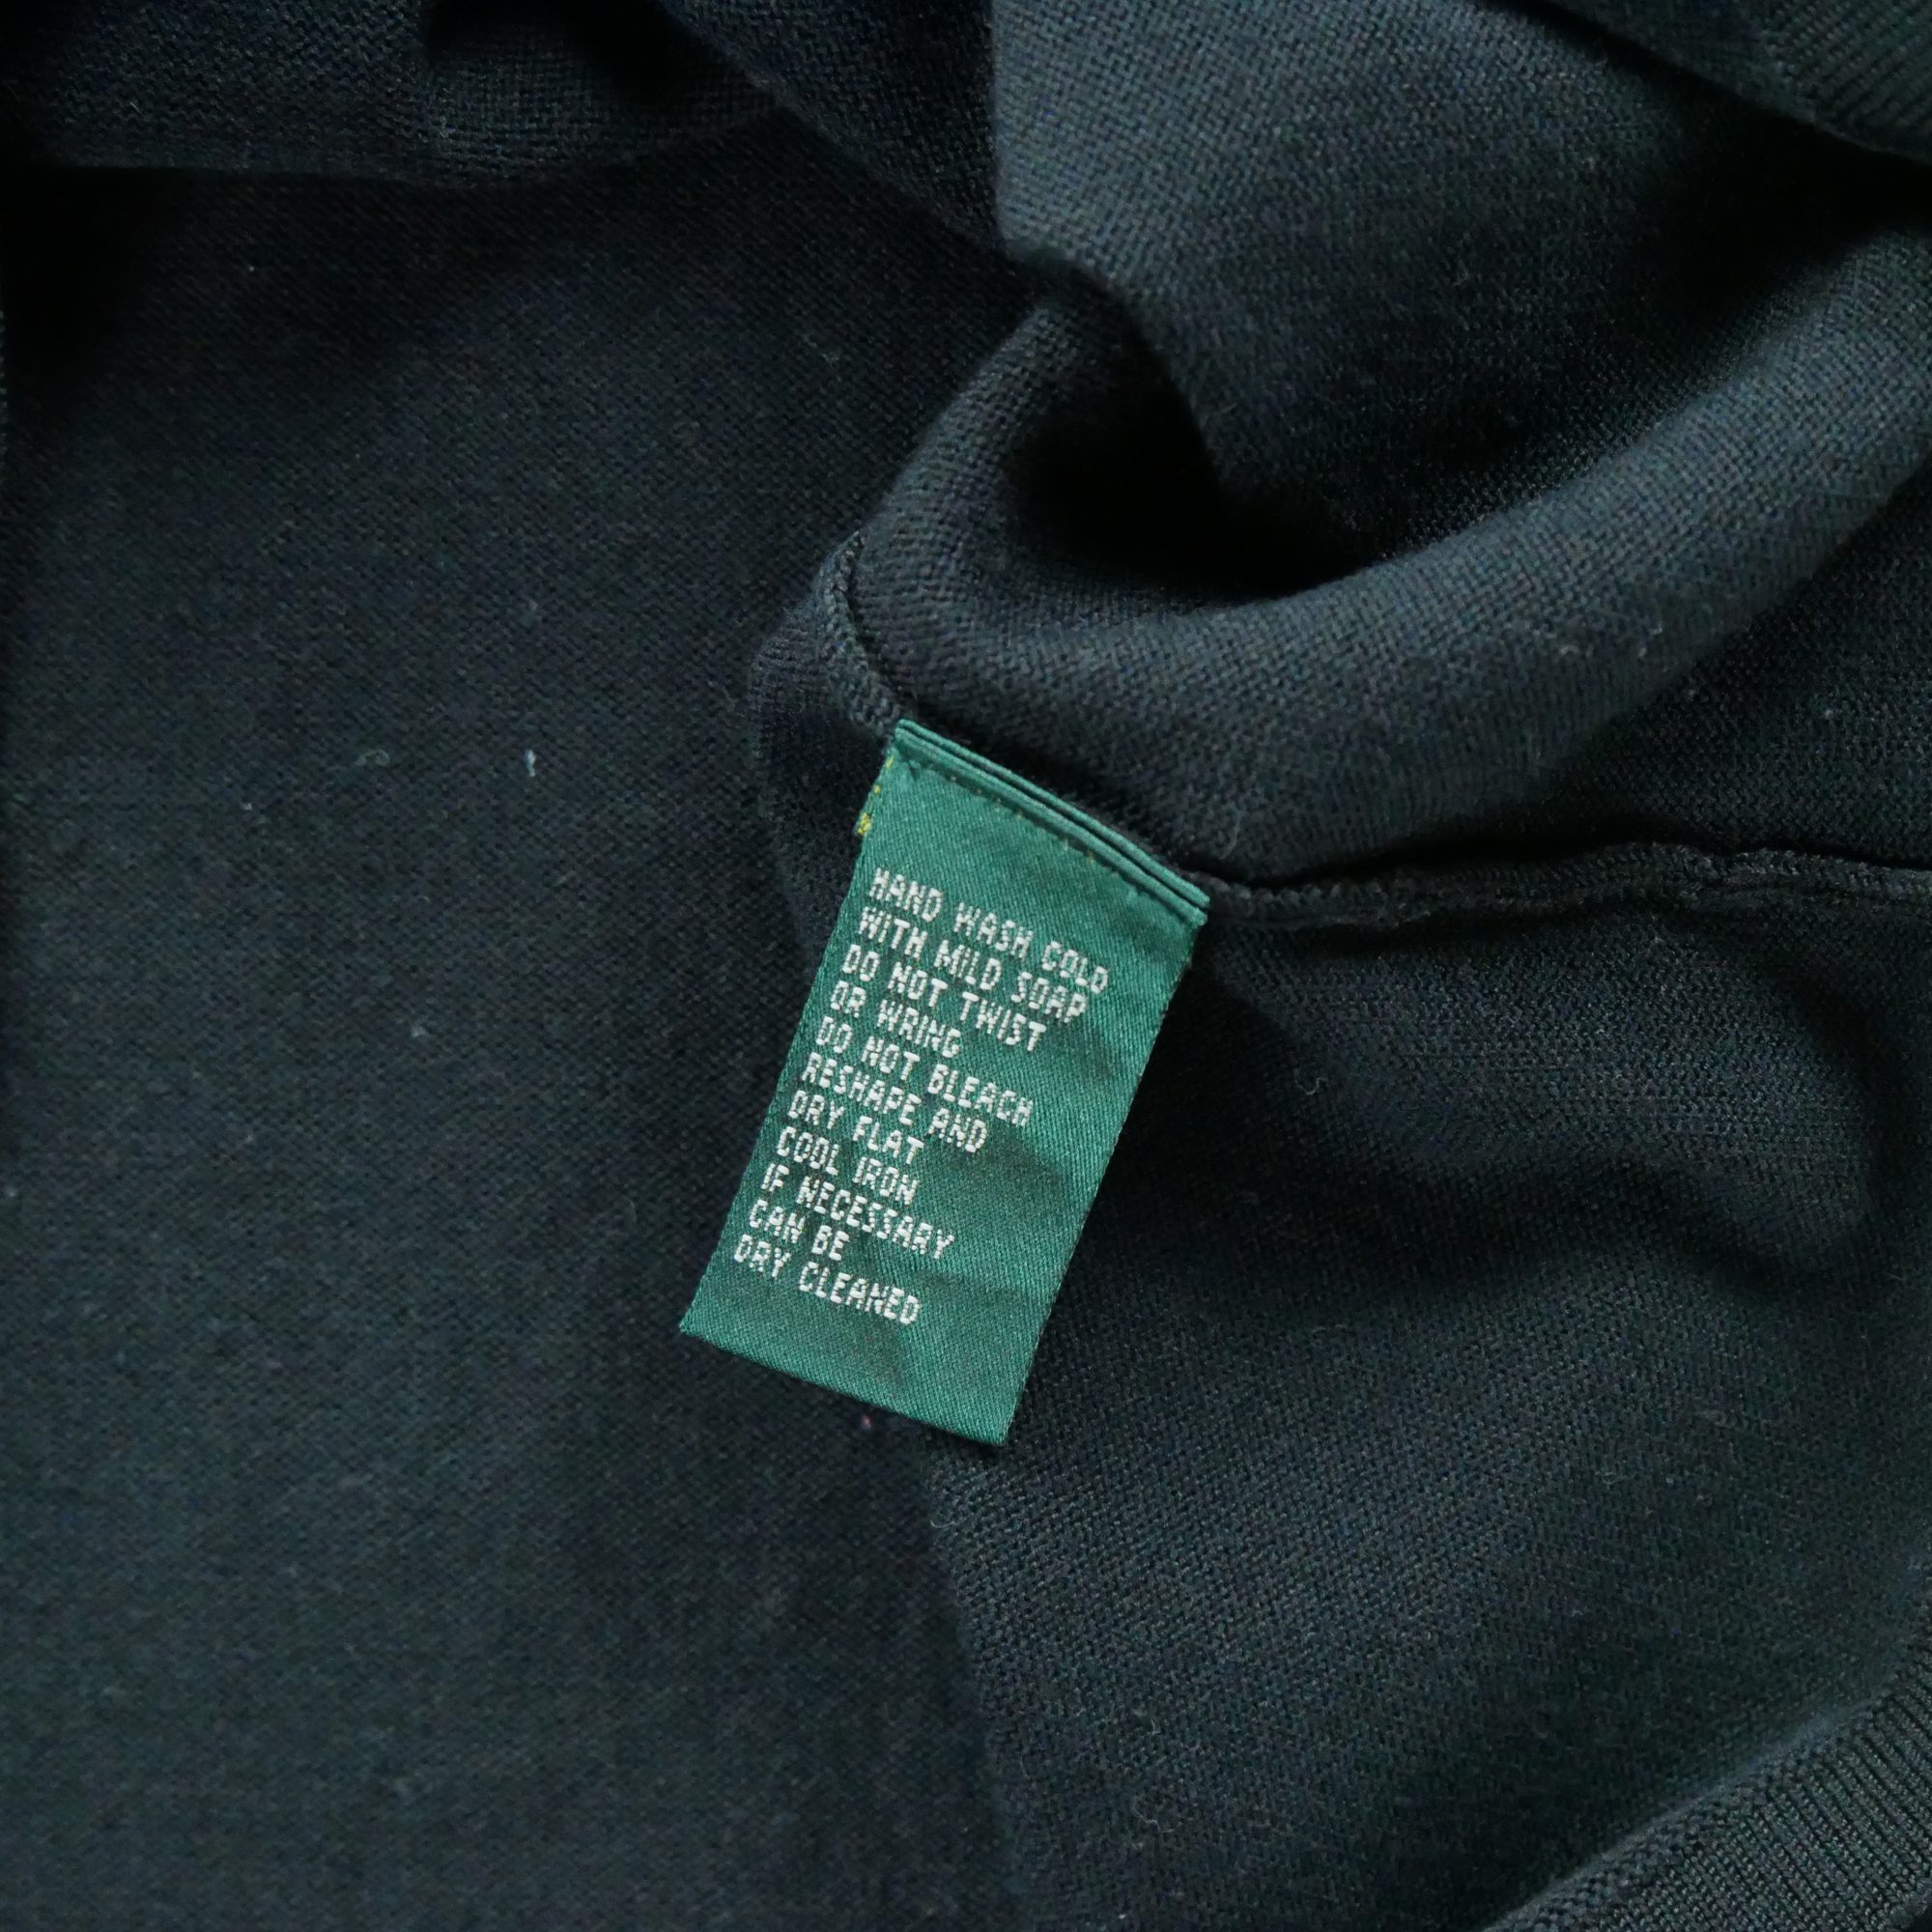 HAND WASH COLD
WITH MILD SOAP
DO NOT TWIST
OR WRING
DO NOT BLEACH
RESHAPE AND
DRY FLAT
COOL IRON
IF NECESSARY
CAN BE
DRY CLEANED